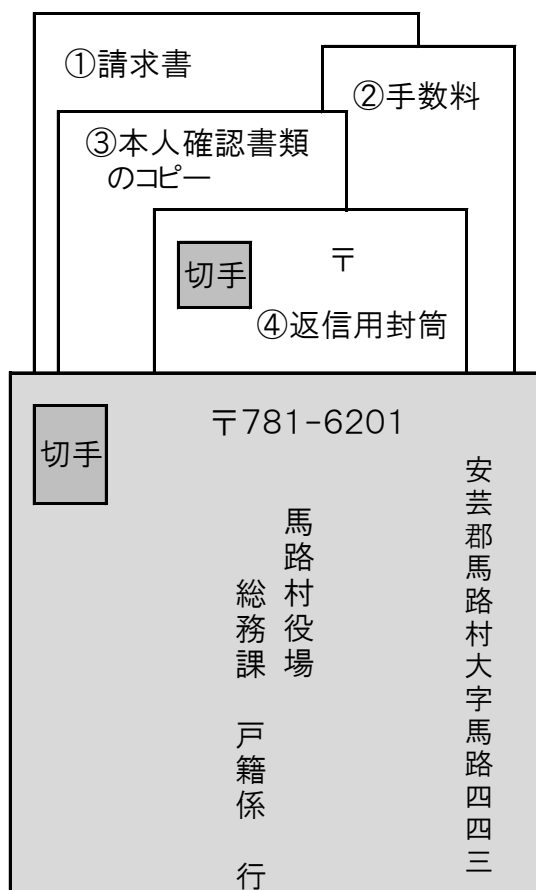 ①請求書
②手数料
③本人確認書類
のコピー
切手
〒
④返信用封筒
切手
〒781-6201
安芸郡馬路村大字馬路四四三
馬路村役場
総務課 戸籍係 行